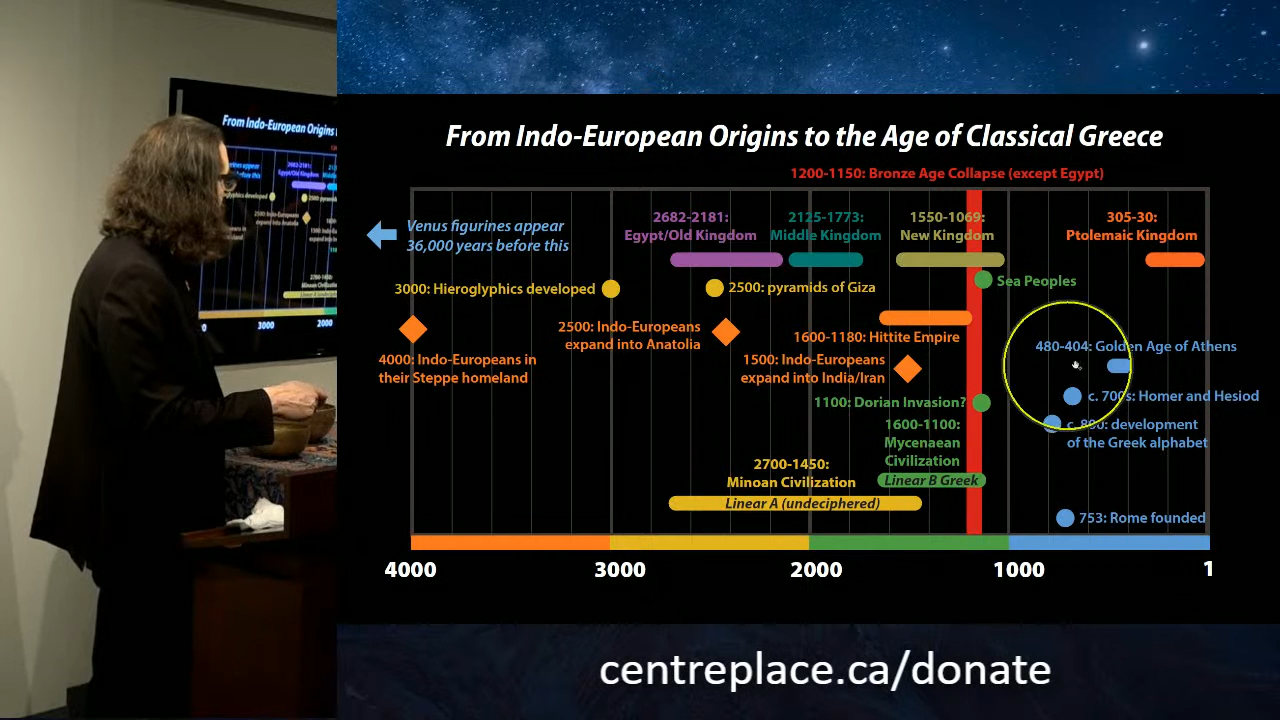 From Indo-European Origins to the Age of Classical Greece
1200-1150: Bronze Age Collapse (except Egypt)
Venus figurines appear
36,000 years before this
2682-2181:
Egypt/Old Kingdom
2125-1773:
Middle Kingdom
1550-1069:
New Kingdom
305-30:
Ptolemaic Kingdom
3000: Hieroglyphics developed
2500: pyramids of Giza
Sea Peoples
4000: Indo-Europeans in
their Steppe homeland
2500: Indo-Europeans
expand into Anatolia
1600-1180: Hittite Empire
1500: Indo-Europeans
expand into India/Iran
480-404: Golden Age of Athens
c. 700s: Homer and Hesiod
1100: Dorian Invasion?
c. 800: development
of the Greek alphabet
1600-1100:
Mycenaean
Civilization
Linear B Greek
2700-1450:
Minoan Civilization
Linear A (undeciphered)
753: Rome founded
4000
3000
2000
1000
1
centreplace.ca/donate
From Indo-European Origins
3000
2000